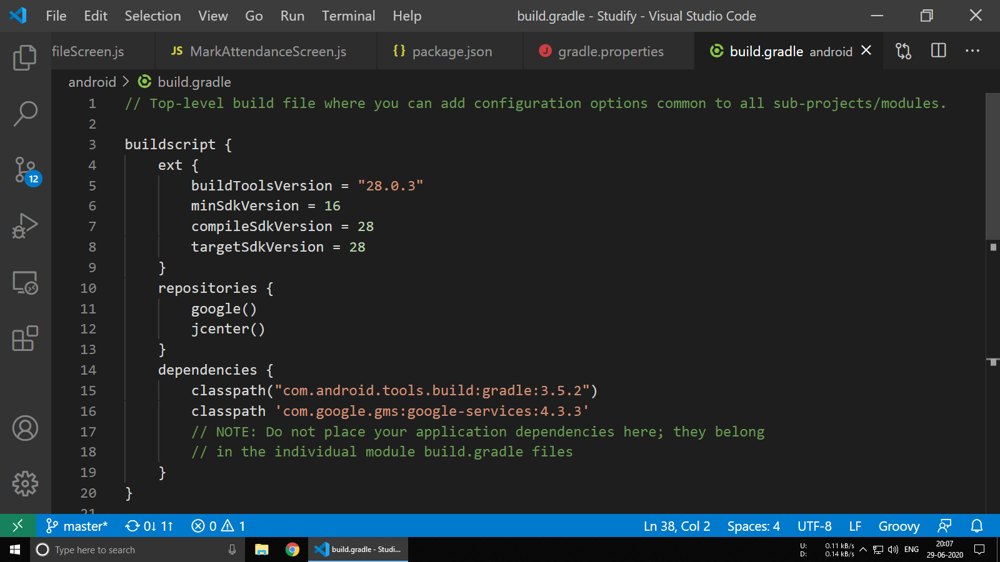 File Edit Selection View Go Run Terminal Help build.gradle - Studify - Visual Studio Code
fileScreen.js JS MarkAttendanceScreen.js {} package.json J gradle.properties build.gradle android
android > build.gradle
1 // Top-level build file where you can add configuration options common to all sub-projects/modules.
2
3 buildscript {
4 ext {
5 buildToolsVersion = "28.0.3"
6 minSdkVersion = 16
7 compileSdkVersion = 28
8 targetSdkVersion = 28
9 }
10 repositories {
11 google()
12 jcenter()
13 }
14 dependencies {
15 classpath("com.android.tools.build:gradle:3.5.2")
16 classpath 'com.google.gms:google-services:4.3.3'
17 // NOTE: Do not place your application dependencies here; they belong
18 // in the individual module build.gradle files
19 }
20 }
21
12
master* 0↓ 1↑ 0 1 Ln 38, Col 2 Spaces: 4 UTF-8 LF Groovy
Type here to search build.gradle - Studi... U: 0.11 kB/s D: 0.14 kB/s ENG 20:07 29-06-2020